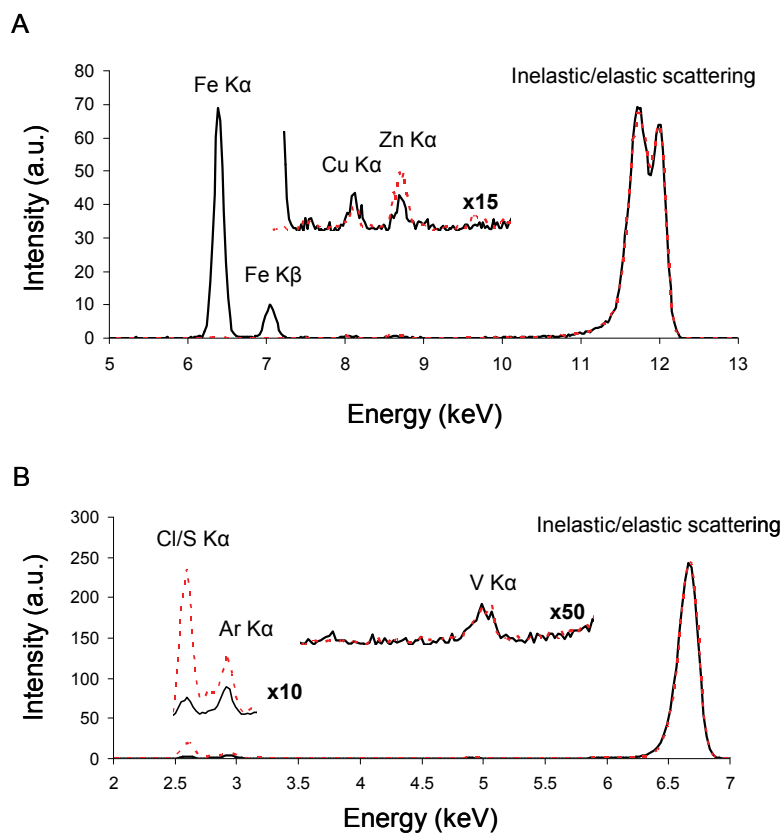 A
Inelastic/elastic scattering
Fe Kα
Zn Kα
Cu Kα
x15
Fe Kβ
Intensity (a.u.)
80
70
60
50
40
30
20
10
0
5 6 7 8 9 10 11 12 13
Energy (keV)
B
Inelastic/elastic scattering
Cl/S Kα
V Kα
Ar Kα
x50
x10
Intensity (a.u.)
300
250
200
150
100
50
0
2 2.5 3 3.5 4 4.5 5 5.5 6 6.5 7
Energy (keV)